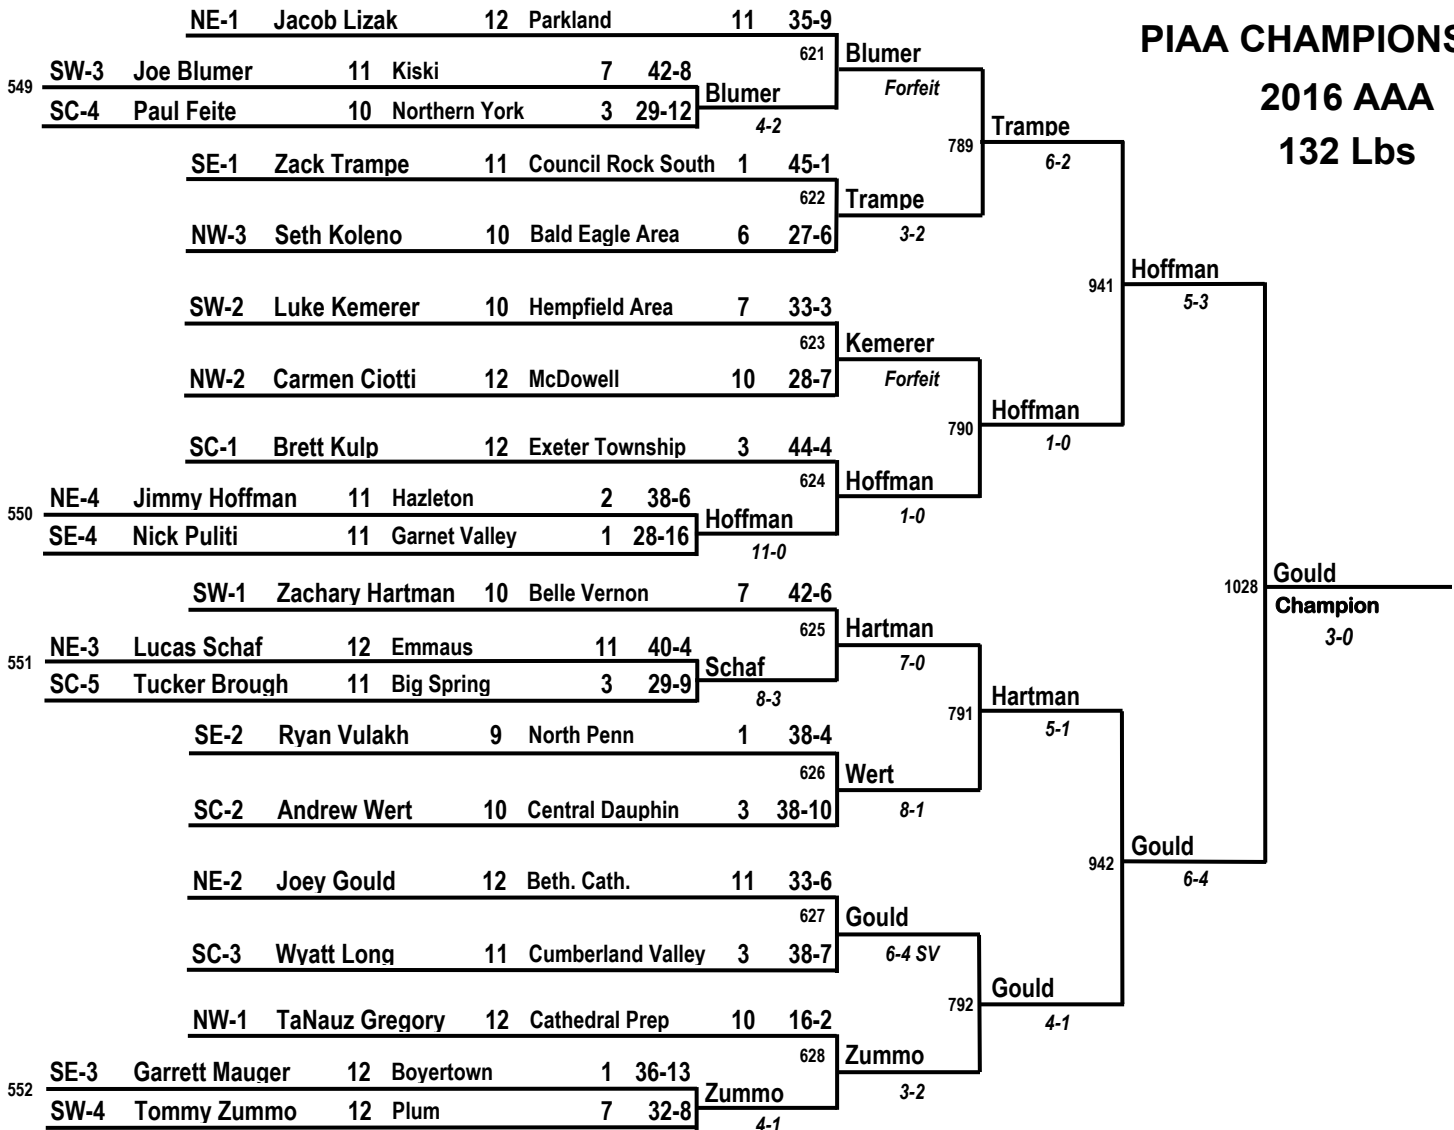 PIAA CHAMPIONS
2016 AAA
132 Lbs
NE-1 Jacob Lizak 12 Parkland 11 35-9
621 Blumer
Forfeit
549 SW-3 Joe Blumer 11 Kiski 7 42-8
SC-4 Paul Feite 10 Northern York 3 29-12
Blumer
4-2
789 Trampe
6-2
SE-1 Zack Trampe 11 Council Rock South 1 45-1
622 Trampe
3-2
NW-3 Seth Koleno 10 Bald Eagle Area 6 27-6
941 Hoffman
5-3
SW-2 Luke Kemerer 10 Hempfield Area 7 33-3
623 Kemerer
Forfeit
NW-2 Carmen Ciotti 12 McDowell 10 28-7
790 Hoffman
1-0
SC-1 Brett Kulp 12 Exeter Township 3 44-4
624 Hoffman
1-0
550 NE-4 Jimmy Hoffman 11 Hazleton 2 38-6
SE-4 Nick Puliti 11 Garnet Valley 1 28-16
Hoffman
11-0
1028 Gould
Champion
3-0
SW-1 Zachary Hartman 10 Belle Vernon 7 42-6
625 Hartman
7-0
551 NE-3 Lucas Schaf 12 Emmaus 11 40-4
SC-5 Tucker Brough 11 Big Spring 3 29-9
Schaf
8-3
791 Hartman
5-1
SE-2 Ryan Vulakh 9 North Penn 1 38-4
626 Wert
8-1
SC-2 Andrew Wert 10 Central Dauphin 3 38-10
942 Gould
6-4
NE-2 Joey Gould 12 Beth. Cath. 11 33-6
627 Gould
6-4 SV
SC-3 Wyatt Long 11 Cumberland Valley 3 38-7
792 Gould
4-1
NW-1 TaNauz Gregory 12 Cathedral Prep 10 16-2
628 Zummo
3-2
552 SE-3 Garrett Mauger 12 Boyertown 1 36-13
SW-4 Tommy Zummo 12 Plum 7 32-8
Zummo
4-1